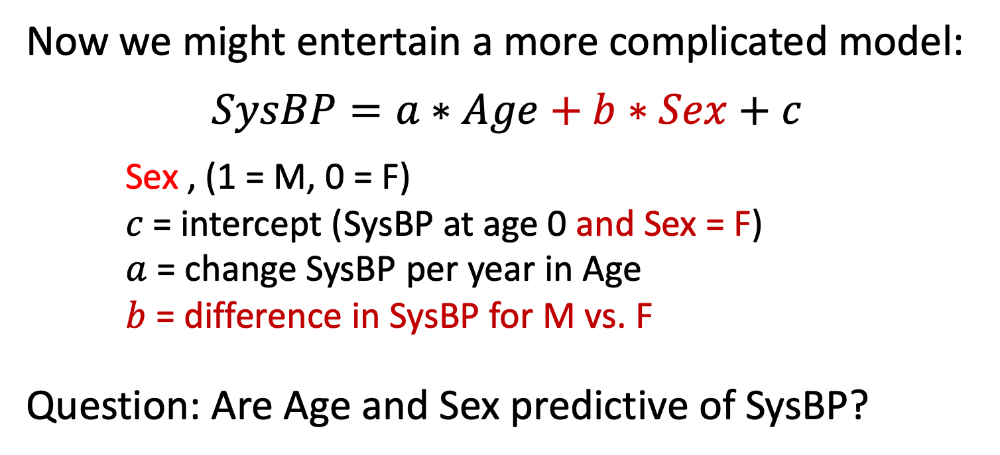 Now we might entertain a more complicated model:
SysBP = a * Age + b * Sex + c
Sex , (1 = M, 0 = F)
c = intercept (SysBP at age 0 and Sex = F)
a = change SysBP per year in Age
b = difference in SysBP for M vs. F
Question: Are Age and Sex predictive of SysBP?